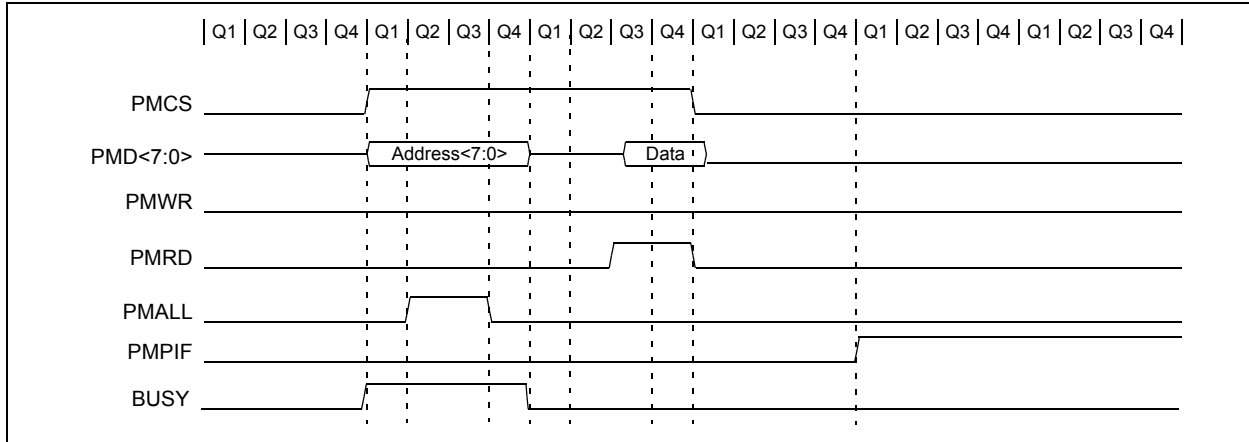 Q1 Q2 Q3 Q4 Q1 Q2 Q3 Q4 Q1 Q2 Q3 Q4 Q1 Q2 Q3 Q4 Q1 Q2 Q3 Q4 Q1 Q2 Q3 Q4
PMCS
PMD<7:0> Address<7:0> Data
PMWR
PMRD
PMALL
PMPIF
BUSY